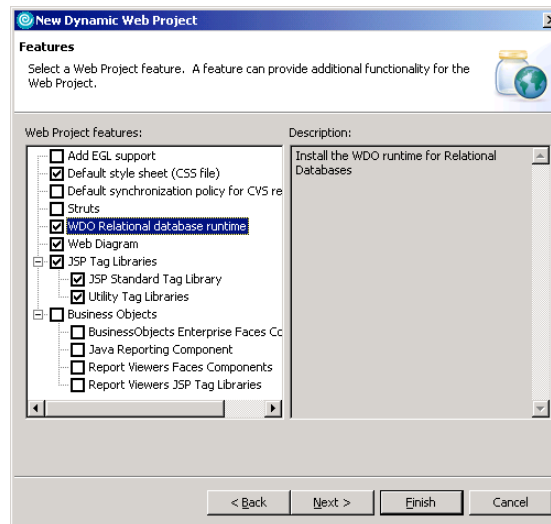 New Dynamic Web Project
Features
Select a Web Project feature. A feature can provide additional functionality for the
Web Project.
Web Project features:
Description:
Add EGL support
Default style sheet (CSS file)
Default synchronization policy for CVS re
Struts
WDO Relational database runtime
Web Diagram
JSP Tag Libraries
JSP Standard Tag Library
Utility Tag Libraries
Business Objects
BusinessObjects Enterprise Faces Cc
Java Reporting Component
Report Viewers Faces Components
Report Viewers JSP Tag Libraries
Install the WDO runtime for Relational
Databases
< Back
Next >
Finish
Cancel